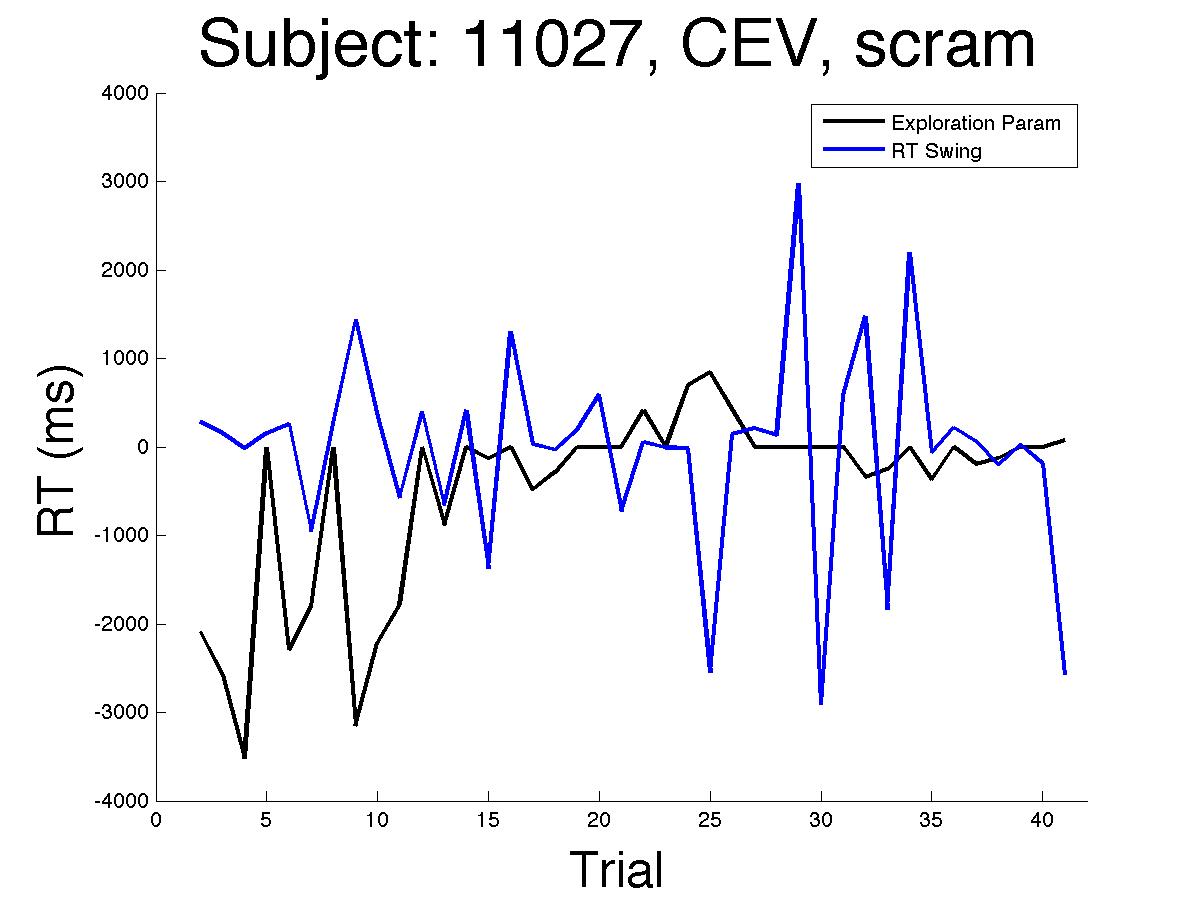 Subject: 11027, CEV, scram
4000
3000
2000
1000
0
-1000
-2000
-3000
-4000
RT (ms)
Exploration Param
RT Swing
0 5 10 15 20 25 30 35 40
Trial